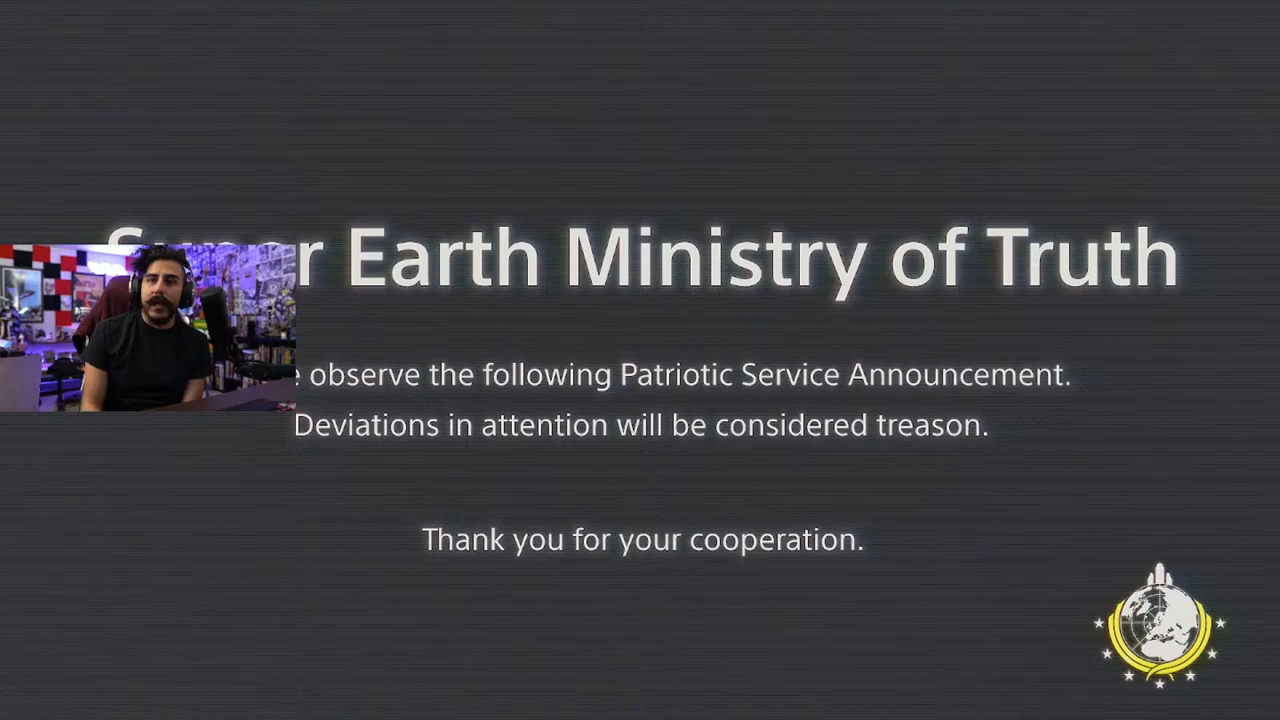 Super Earth Ministry of Truth
observe the following Patriotic Service Announcement.
Deviations in attention will be considered treason.
Thank you for your cooperation.